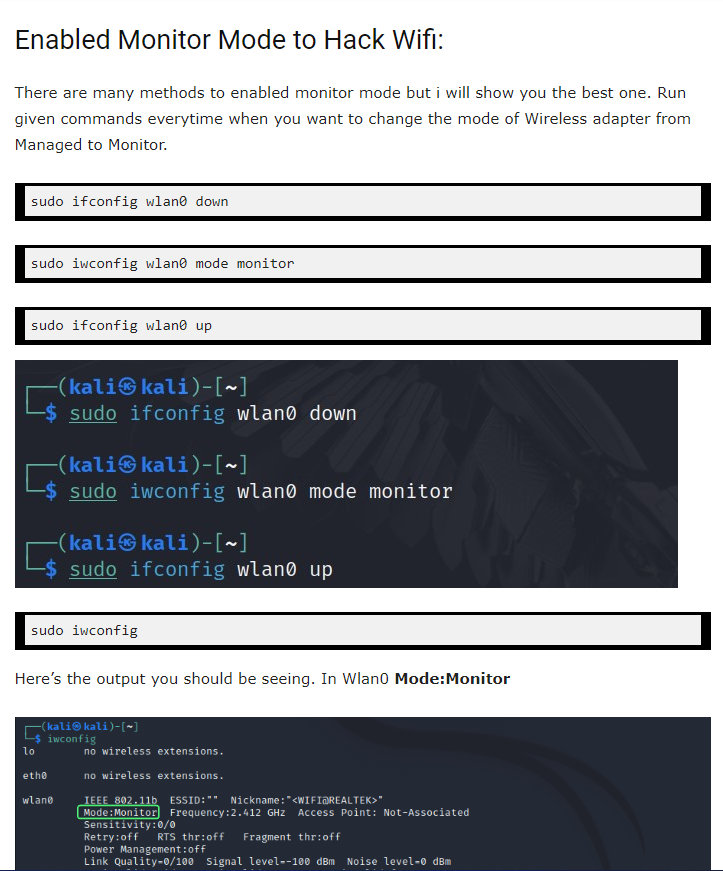 Enabled Monitor Mode to Hack Wifi:
There are many methods to enabled monitor mode but i will show you the best one. Run
given commands everytime when you want to change the mode of Wireless adapter from
Managed to Monitor.
sudo ifconfig wlan0 down
sudo iwconfig wlan0 mode monitor
sudo ifconfig wlan0 up
(kali㉿kali)-[~]
$ sudo ifconfig wlan0 down
(kali㉿kali)-[~]
$ sudo iwconfig wlan0 mode monitor
(kali㉿kali)-[~]
$ sudo ifconfig wlan0 up
sudo iwconfig
Here’s the output you should be seeing. In Wlan0 Mode:Monitor
(kali㉿kali)-[~]
$ iwconfig
lo no wireless extensions.
eth0 no wireless extensions.
wlan0 IEEE 802.11b ESSID:"" Nickname:"<WIFI@REALTEK>"
Mode:Monitor Frequency:2.412 GHz Access Point: Not-Associated
Sensitivity:0/0
Retry:off RTS thr:off Fragment thr:off
Power Management:off
Link Quality=0/100 Signal level=-100 dBm Noise level=0 dBm